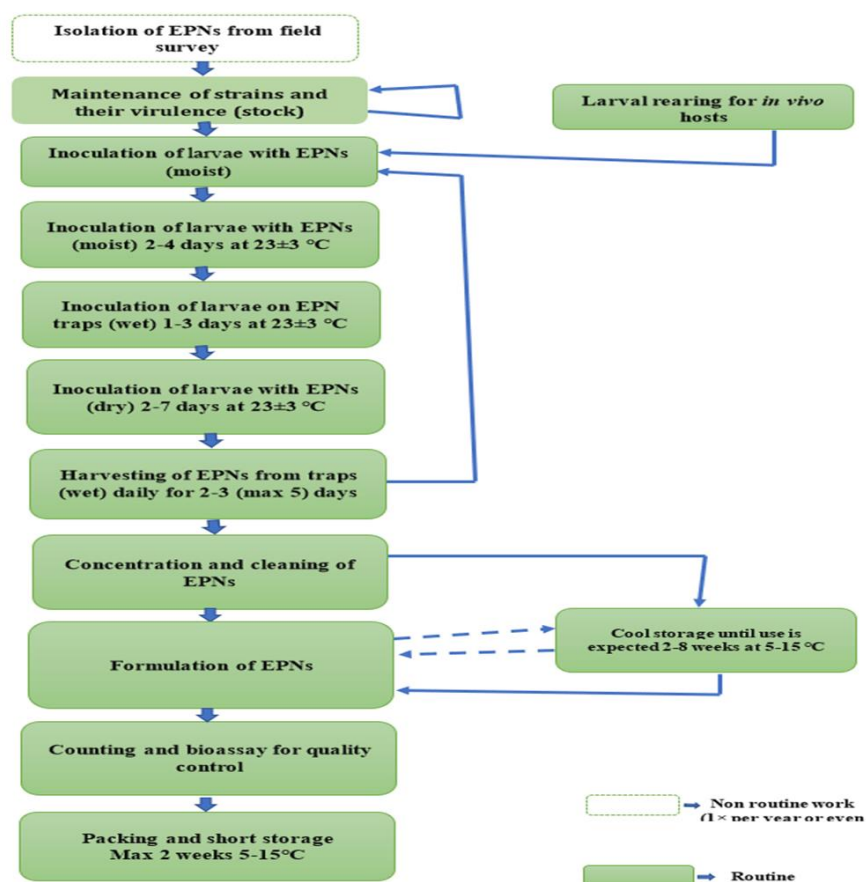 Isolation of EPNs from field
survey
Maintenance of strains and
their virulence (stock)
Larval rearing for in vivo
hosts
Inoculation of larvae with EPNs
(moist)
Inoculation of larvae with EPNs
(moist) 2-4 days at 23±3 °C
Inoculation of larvae on EPN
traps (wet) 1-3 days at 23±3 °C
Inoculation of larvae with EPNs
(dry) 2-7 days at 23±3 °C
Harvesting of EPNs from traps
(wet) daily for 2-3 (max 5) days
Concentration and cleaning of
EPNs
Cool storage until use is
expected 2-8 weeks at 5-15 °C
Formulation of EPNs
Counting and bioassay for quality
control
Packing and short storage
Max 2 weeks 5-15°C
Non routine work
(1× per year or even
Routine